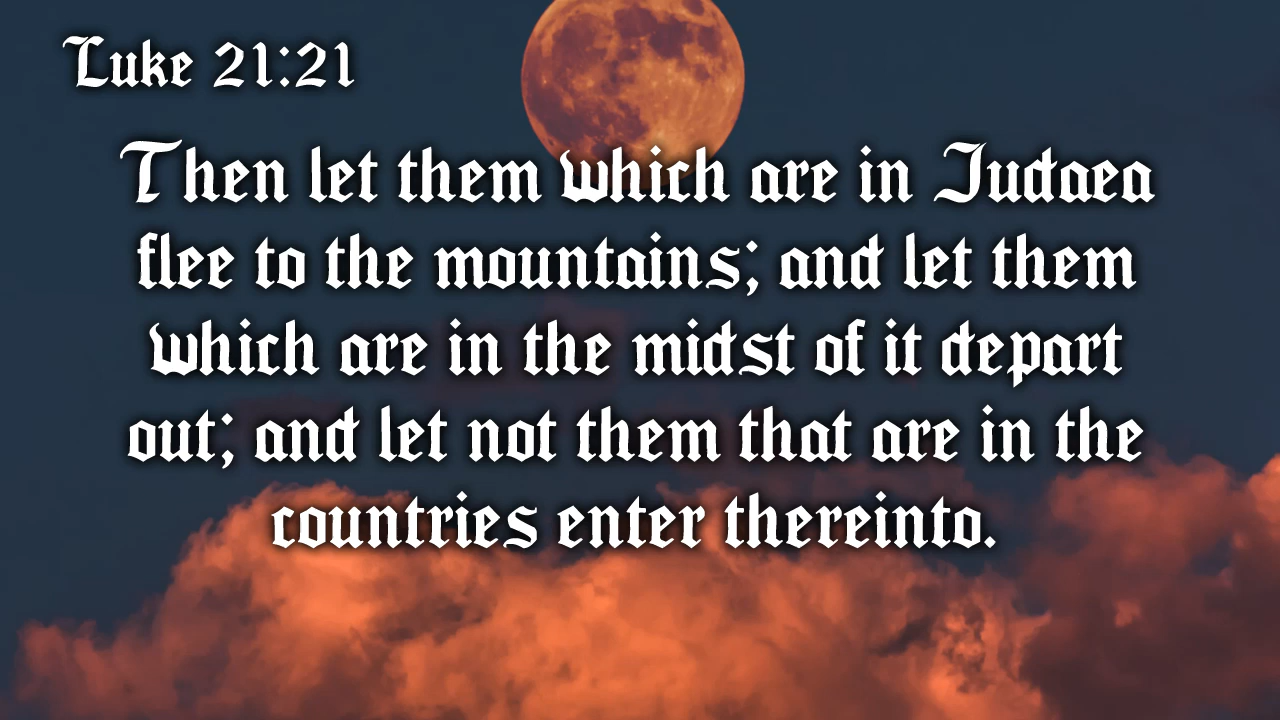 Luke 21:21
Then let them which are in Judaea
flee to the mountains; and let them
which are in the midst of it depart
out; and let not them that are in the
countries enter thereinto.